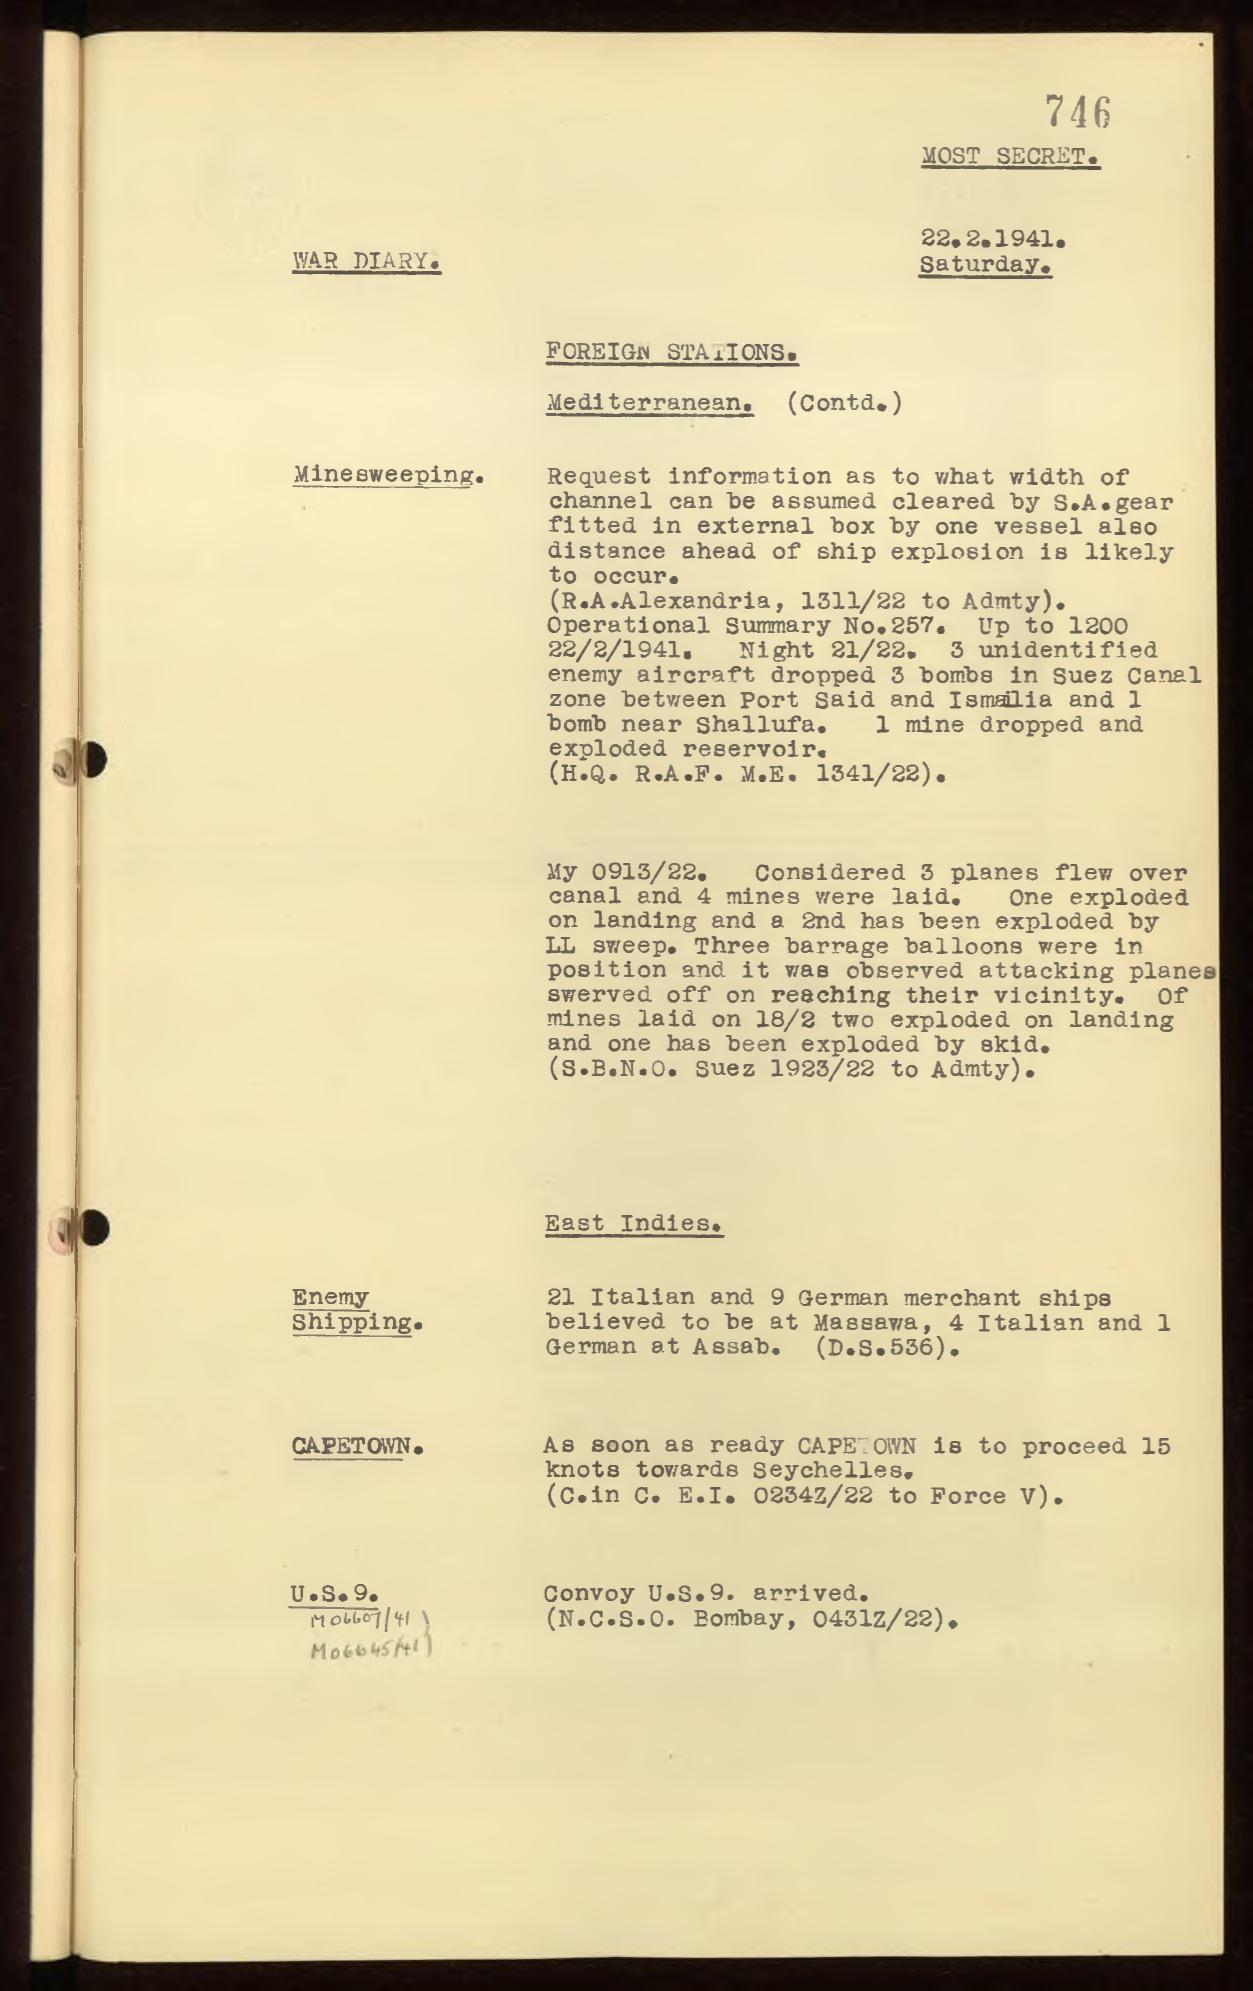 746
MOST SECRET.
22.2.1941.
WAR DIARY.
Saturday.
FOREIGN STATIONS.
Mediterranean. (Contd.)
Minesweeping.
Request information as to what width of
channel can be assumed cleared by S.A.gear
fitted in external box by one vessel also
distance ahead of ship explosion is likely
to occur.
(R.A.Alexandria, 1311/22 to Admty).
Operational Summary No.257. Up to 1200
22/2/1941. Night 21/22. 3 unidentified
enemy aircraft dropped 3 bombs in Suez Canal
zone between Port Said and Ismailia and 1
bomb near Shallufa. 1 mine dropped and
exploded reservoir.
(H.Q. R.A.F. M.E. 1341/22).
My 0913/22. Considered 3 planes flew over
canal and 4 mines were laid. One exploded
on landing and a 2nd has been exploded by
LL sweep. Three barrage balloons were in
position and it was observed attacking planes
swerved off on reaching their vicinity. Of
mines laid on 18/2 two exploded on landing
and one has been exploded by skid.
(S.B.N.O. Suez 1923/22 to Admty).
East Indies.
Enemy
Shipping.
21 Italian and 9 German merchant ships
believed to be at Massawa, 4 Italian and 1
German at Assab. (D.S.536).
CAPETOWN.
As soon as ready CAPETOWN is to proceed 15
knots towards Seychelles.
(C.in C. E.I. 0234Z/22 to Force V).
U.S.9.
M06607/41)
M06645/41)
Convoy U.S.9. arrived.
(N.C.S.O. Bombay, 0431Z/22).